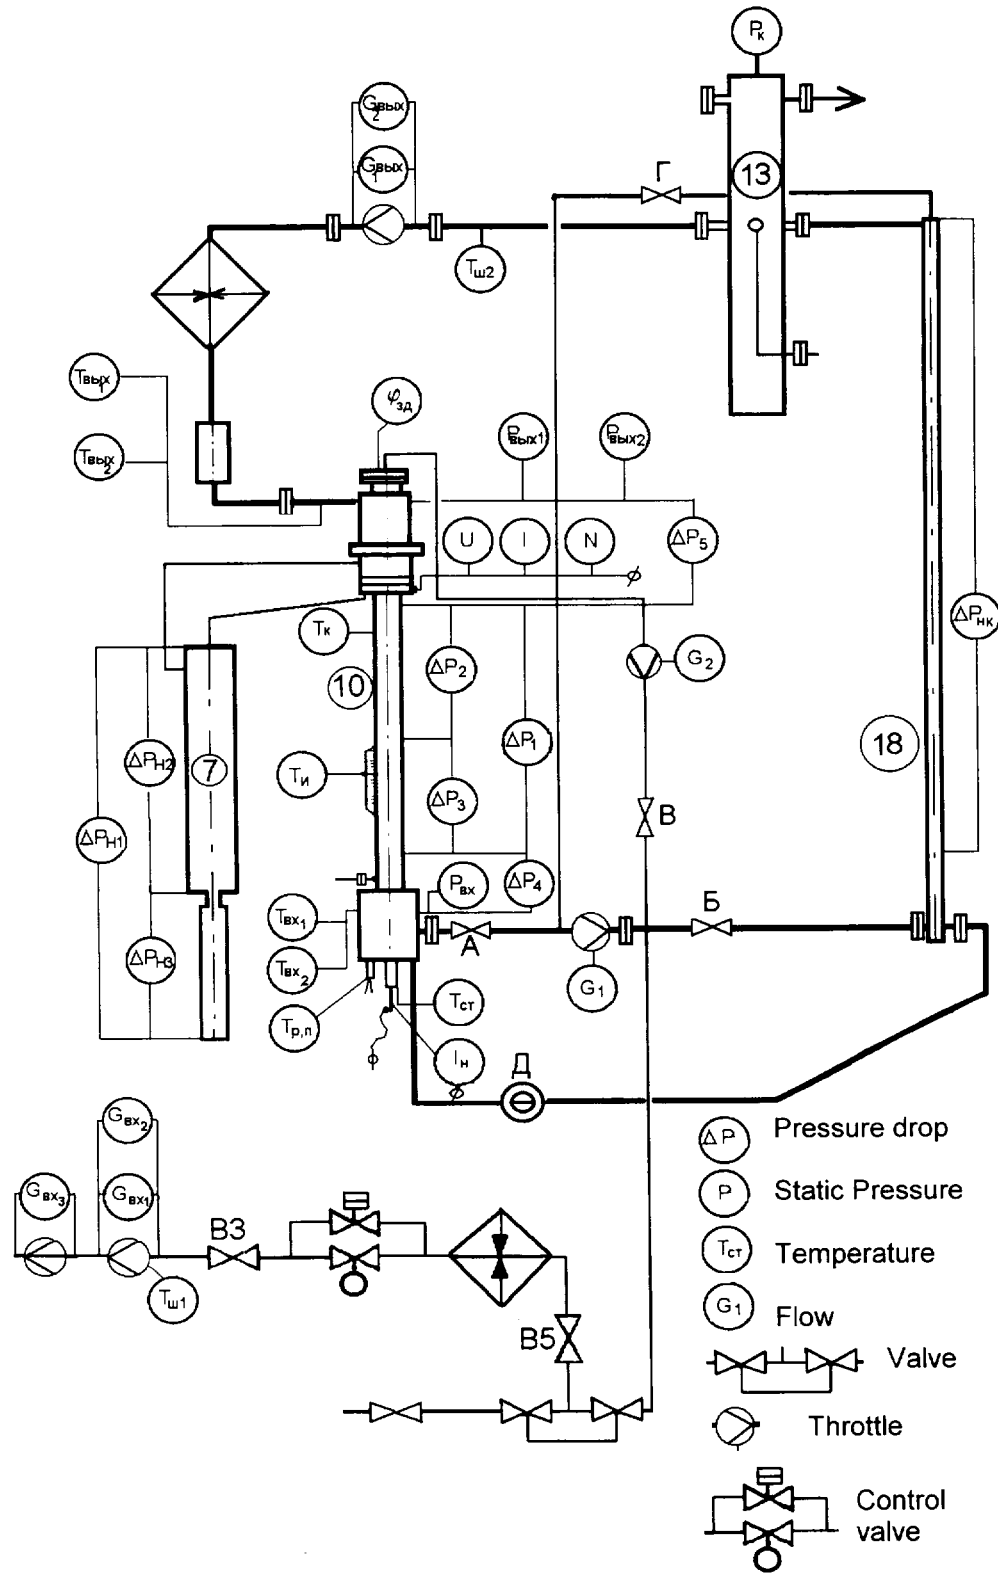 Pк
G2вых
G1вых
Г
13
Tш2
Tвых1
φзд
Tвых2
Pвых1
Pвых2
U
I
N
ΔP5
Tк
ΔPнк
ΔP2
G2
10
ΔP1
18
ΔPн2
7
Tи
ΔP3
В
ΔPн1
Pвх
ΔP4
Tвх1
Б
А
ΔPн3
Tвх2
G1
Tст
Tр,п
Iн
Д
Gвх2
ΔP Pressure drop
Gвх3
Gвх1
P Static Pressure
В3
Tст Temperature
Tш1
G1 Flow
В5
Valve
Throttle
Control
valve